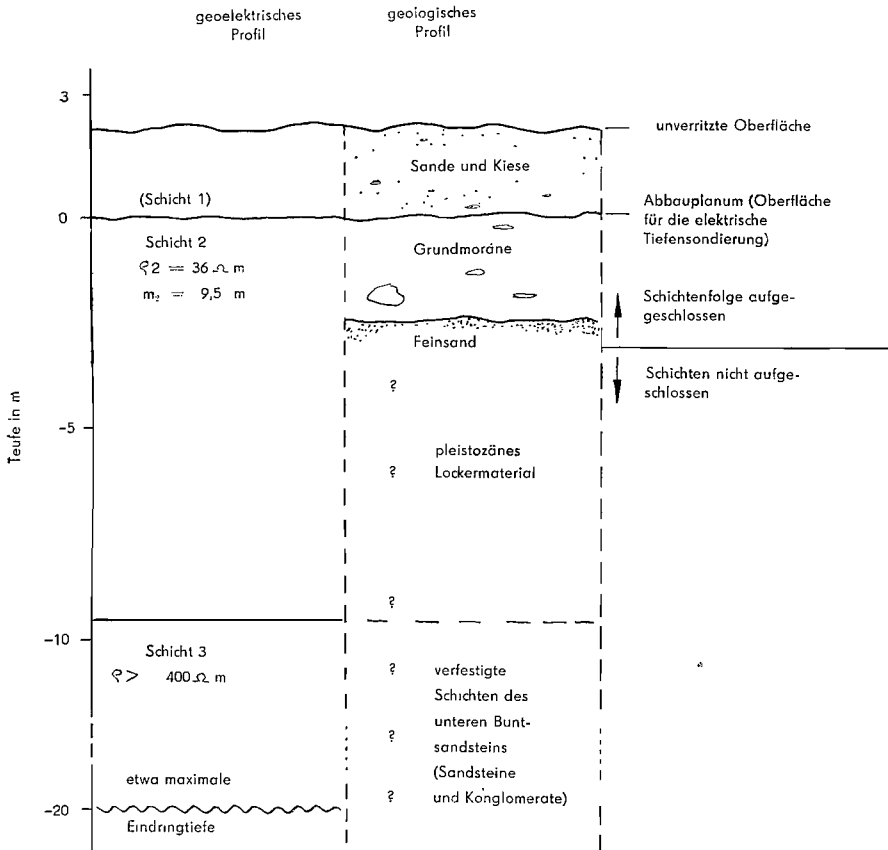 geoelektrisches
Profil
geologisches
Profil
3
unverritzte Oberfläche
Sande und Kiese
(Schicht 1)
0
Abbauplanum (Oberfläche
für die elektrische
Tiefensondierung)
Schicht 2
ϱ2 = 36 Ω m
m₂ = 9,5 m
Grundmoräne
Schichtenfolge aufge-
geschlossen
Feinsand
Schichten nicht aufge-
schlossen
?
Teufe in m
-5
pleistozänes
? Lockermaterial
?
-10
Schicht 3
ϱ> 400 Ω m
? verfestigte
Schichten des
unteren Bunt-
? sandsteins
(Sandsteine
? und Konglomerate)
etwa maximale
-20
Eindringtiefe